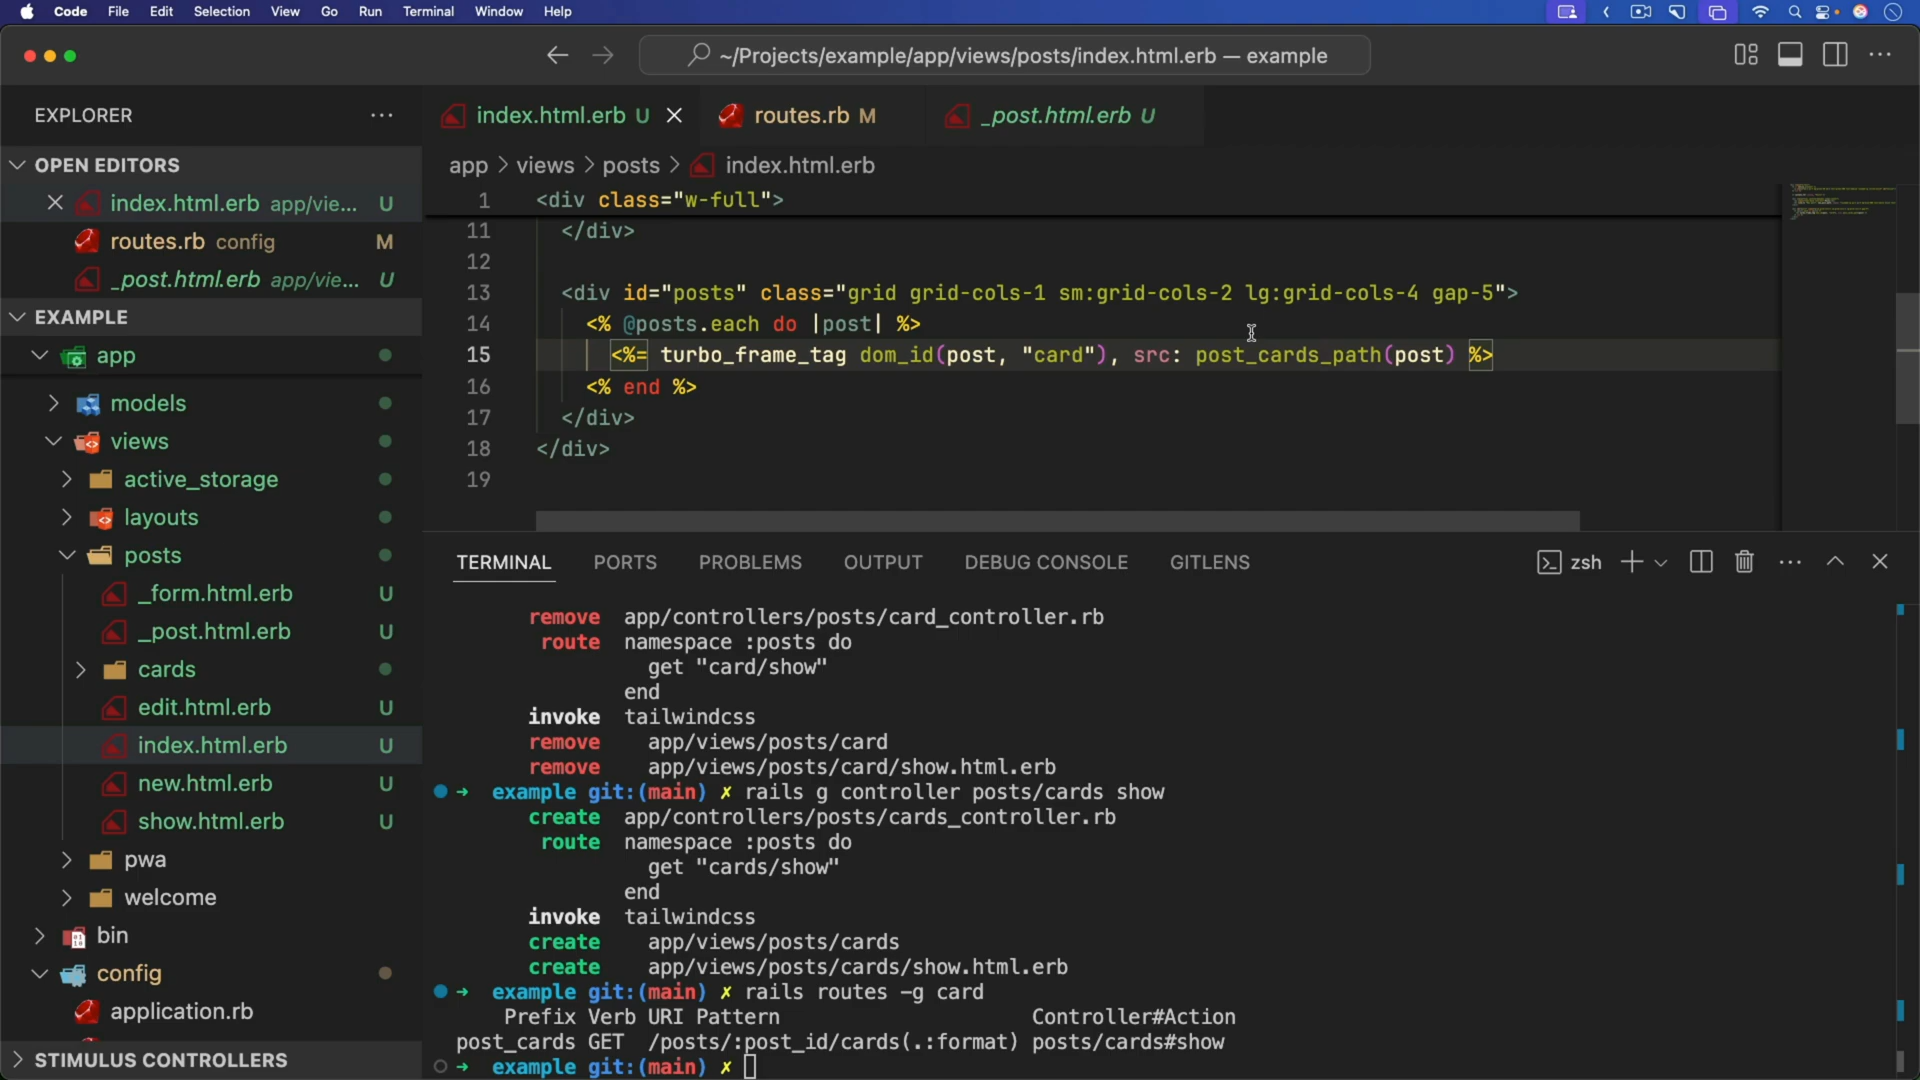 Code File Edit Selection View Go Run Terminal Window Help
~/Projects/example/app/views/posts/index.html.erb — example
EXPLORER
index.html.erb U
routes.rb M
_post.html.erb U
OPEN EDITORS
app > views > posts > index.html.erb
index.html.erb app/vie... U
routes.rb config M
_post.html.erb app/vie... U
EXAMPLE
app
models
views
active_storage
layouts
posts
_form.html.erb U
_post.html.erb U
cards
edit.html.erb U
index.html.erb U
new.html.erb U
show.html.erb U
pwa
welcome
bin
config
application.rb
STIMULUS CONTROLLERS
1 <div class="w-full">
11 </div>
12
13 <div id="posts" class="grid grid-cols-1 sm:grid-cols-2 lg:grid-cols-4 gap-5">
14 <% @posts.each do |post| %>
15 <%= turbo_frame_tag dom_id(post, "card"), src: post_cards_path(post) %>
16 <% end %>
17 </div>
18 </div>
19
TERMINAL PORTS PROBLEMS OUTPUT DEBUG CONSOLE GITLENS
zsh
remove app/controllers/posts/card_controller.rb
route namespace :posts do
get "card/show"
end
invoke tailwindcss
remove app/views/posts/card
remove app/views/posts/card/show.html.erb
➜ example git:(main) ✗ rails g controller posts/cards show
create app/controllers/posts/cards_controller.rb
route namespace :posts do
get "cards/show"
end
invoke tailwindcss
create app/views/posts/cards
create app/views/posts/cards/show.html.erb
➜ example git:(main) ✗ rails routes -g card
Prefix Verb URI Pattern Controller#Action
post_cards GET /posts/:post_id/cards(.:format) posts/cards#show
➜ example git:(main) ✗